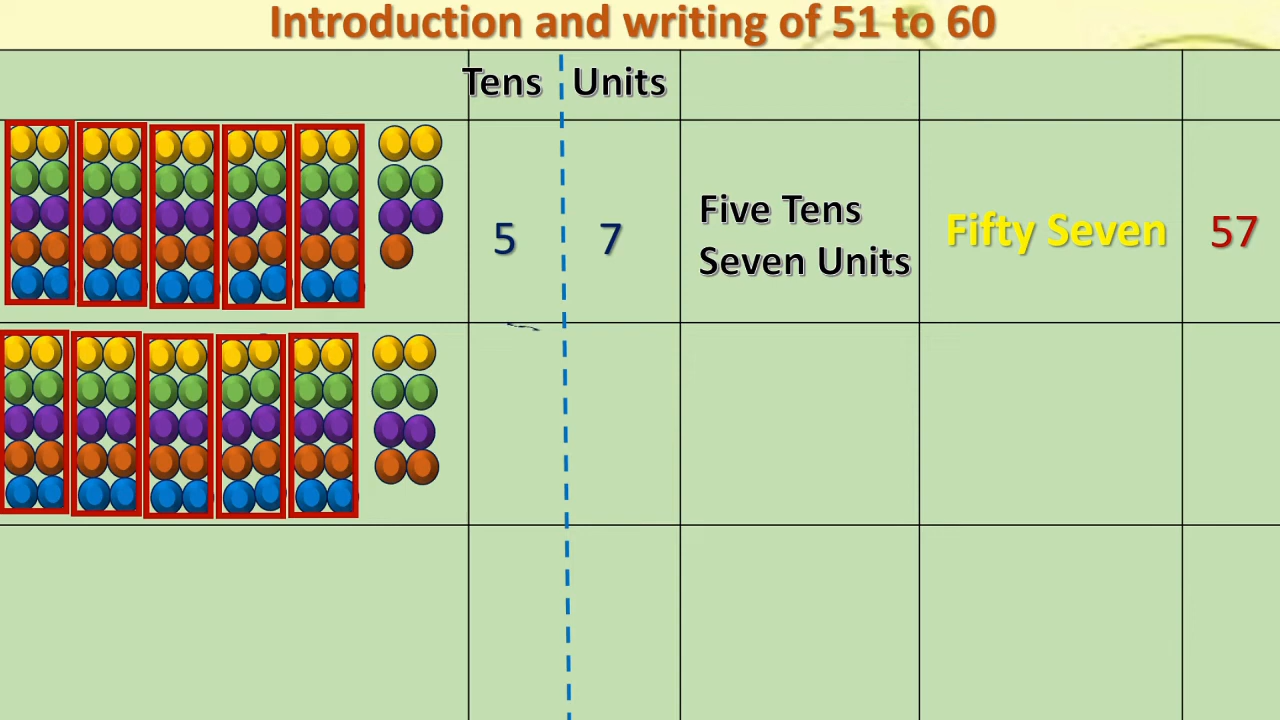 Introduction and writing of 51 to 60
Tens Units
5 7 Five Tens Seven Units Fifty Seven 57